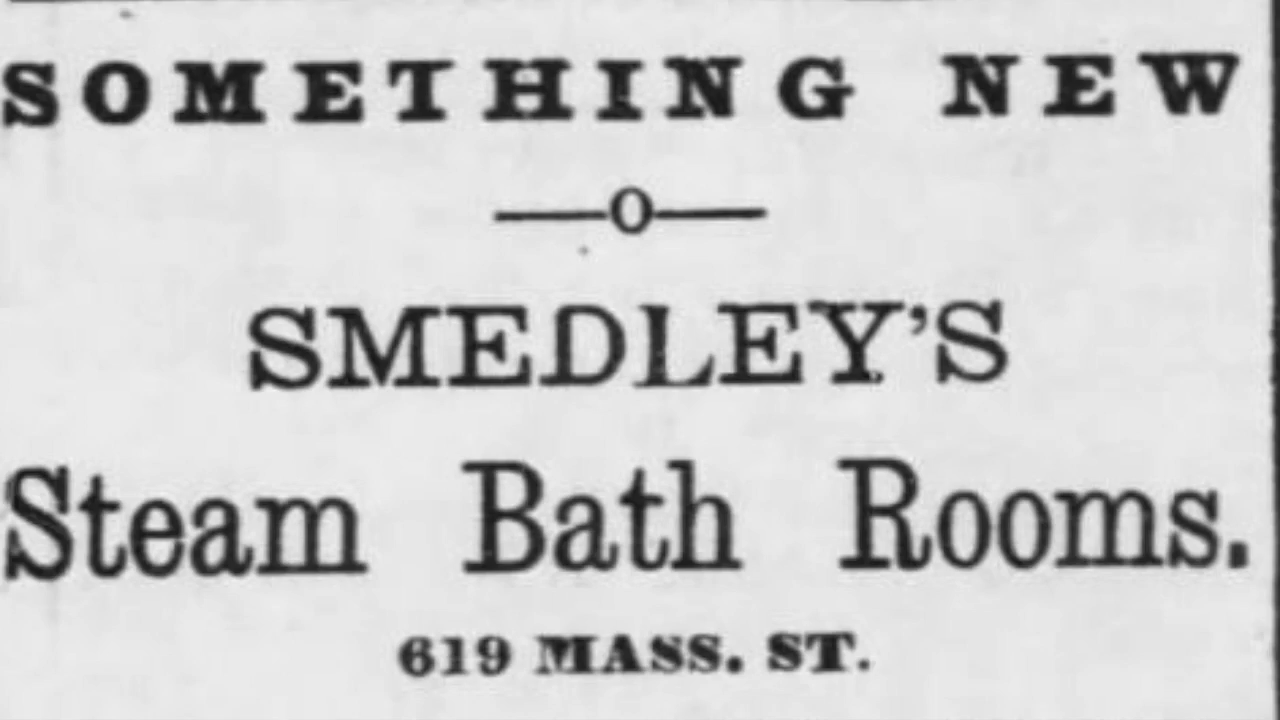 SOMETHING NEW
—O—
SMEDLEY'S
Steam Bath Rooms.
619 MASS. ST.